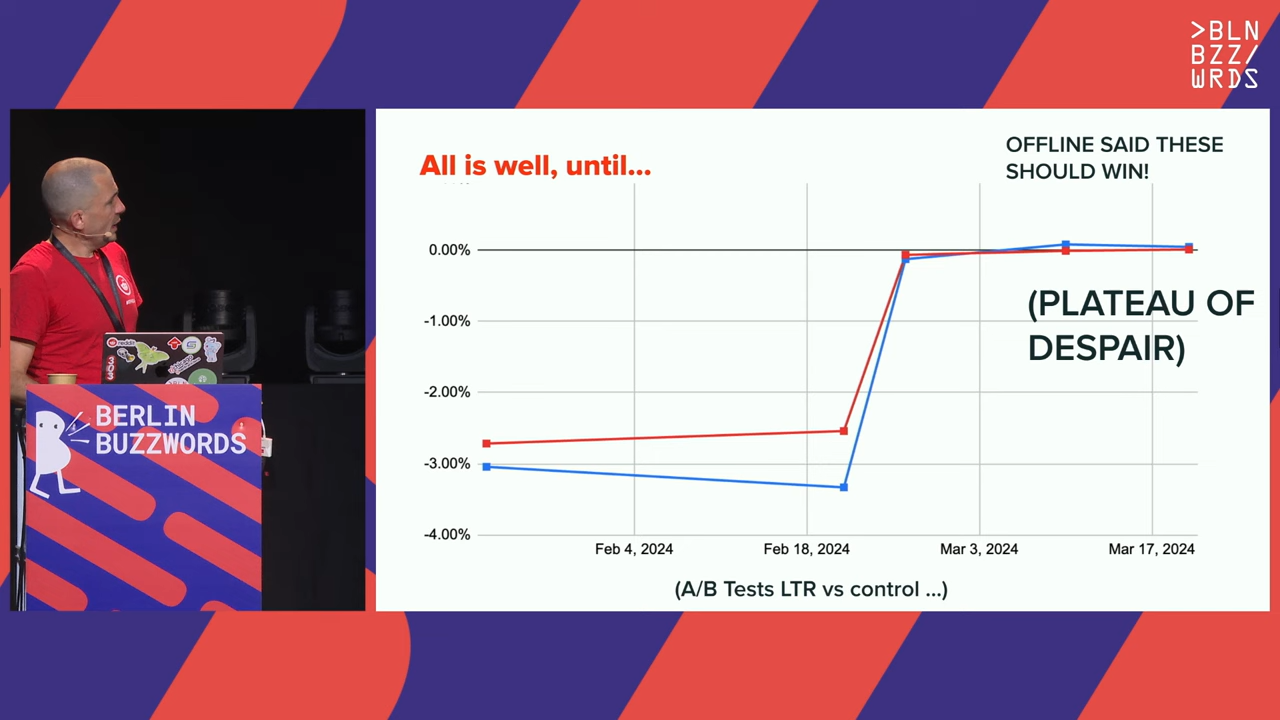 >BLN
BZZ/
WRDS
All is well, until...
OFFLINE SAID THESE
SHOULD WIN!
0.00%
-1.00%
-2.00%
-3.00%
-4.00%
(PLATEAU OF
DESPAIR)
Feb 4, 2024
Feb 18, 2024
Mar 3, 2024
Mar 17, 2024
(A/B Tests LTR vs control ...)
reddit
303
BERLIN
BUZZWORDS